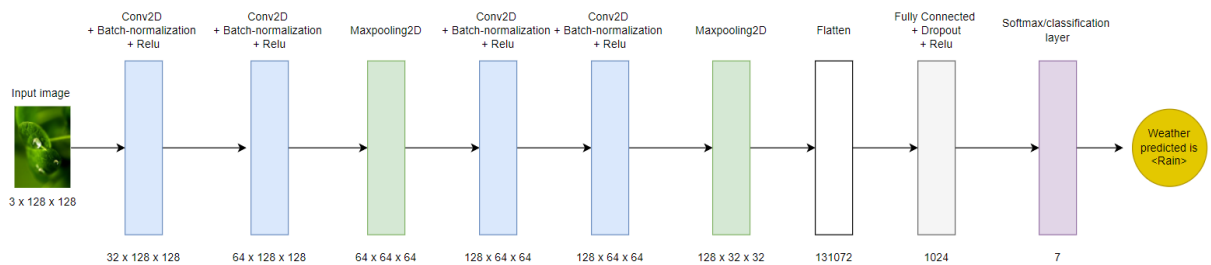 Conv2D
+ Batch-normalization
+ Relu
Conv2D
+ Batch-normalization
+ Relu
Maxpooling2D
Conv2D
+ Batch-normalization
+ Relu
Conv2D
+ Batch-normalization
+ Relu
Maxpooling2D
Flatten
Fully Connected
+ Dropout
+ Relu
Softmax/classification
layer
Input image
Weather
predicted is
<Rain>
3 x 128 x 128
32 x 128 x 128
64 x 128 x 128
64 x 64 x 64
128 x 64 x 64
128 x 64 x 64
128 x 32 x 32
131072
1024
7